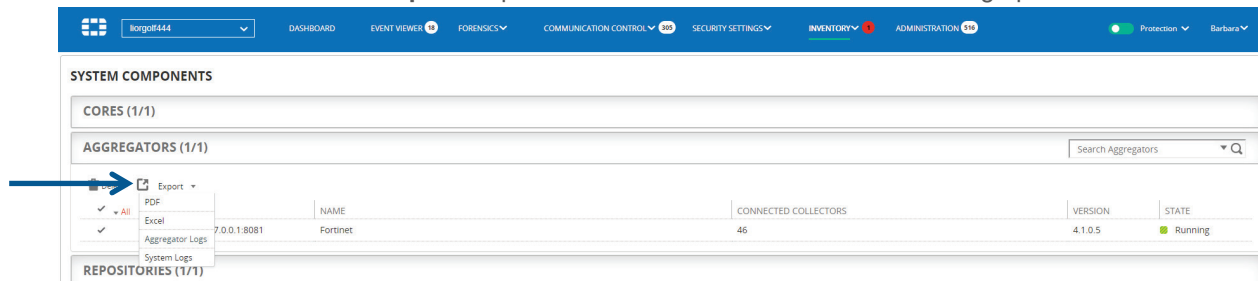 liorgolf444 DASHBOARD EVENT VIEWER 18 FORENSICS COMMUNICATION CONTROL 305 SECURITY SETTINGS INVENTORY 1 ADMINISTRATION 516 Protection Barbara
SYSTEM COMPONENTS
CORES (1/1)
AGGREGATORS (1/1) Search Aggregators
Export
PDF
All NAME CONNECTED COLLECTORS VERSION STATE
Excel
7.0.0.1:8081 Fortinet 46 4.1.0.5 Running
Aggregator Logs
System Logs
REPOSITORIES (1/1)